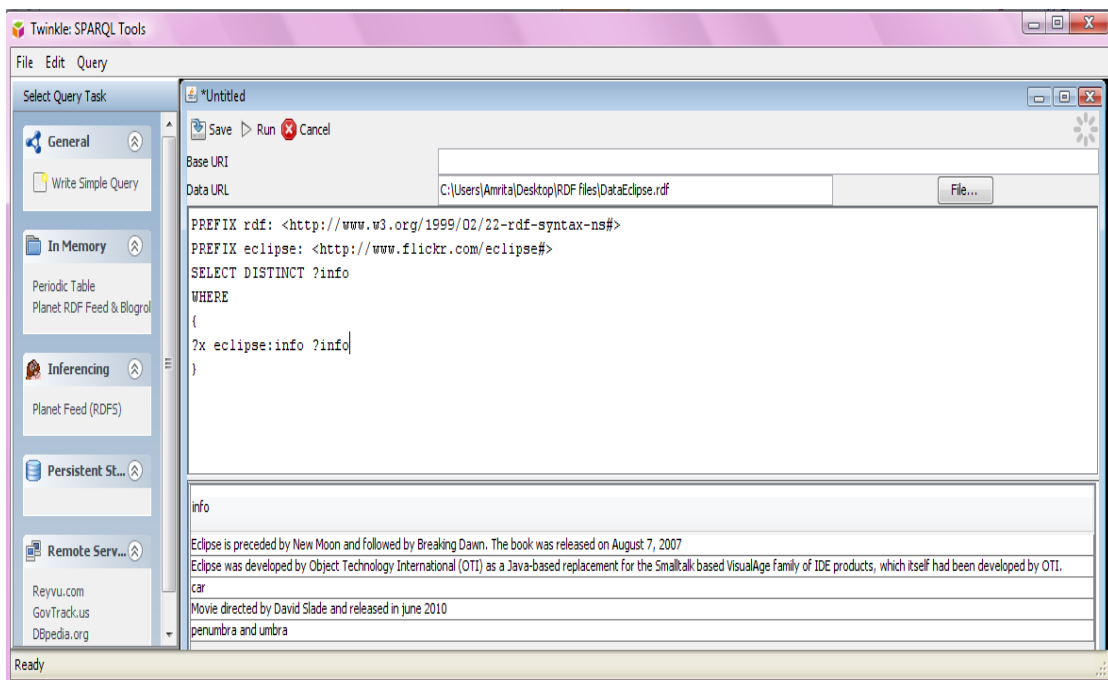 Twinkle: SPARQL Tools
File Edit Query
Select Query Task
General
Write Simple Query
In Memory
Periodic Table
Planet RDF Feed & Blogrol
Inferencing
Planet Feed (RDFS)
Persistent St...
Remote Serv...
Reyvu.com
GovTrack.us
DBpedia.org
*Untitled
Save Run Cancel
Base URI
Data URL C:\Users\Amrita\Desktop\RDF files\DataEclipse.rdf File...
PREFIX rdf: <http://www.w3.org/1999/02/22-rdf-syntax-ns#>
PREFIX eclipse: <http://www.flickr.com/eclipse#>
SELECT DISTINCT ?info
WHERE
{
?x eclipse:info ?info
}
info
Eclipse is preceded by New Moon and followed by Breaking Dawn. The book was released on August 7, 2007
Eclipse was developed by Object Technology International (OTI) as a Java-based replacement for the Smalltalk based VisualAge family of IDE products, which itself had been developed by OTI.
car
Movie directed by David Slade and released in june 2010
penumbra and umbra
Ready